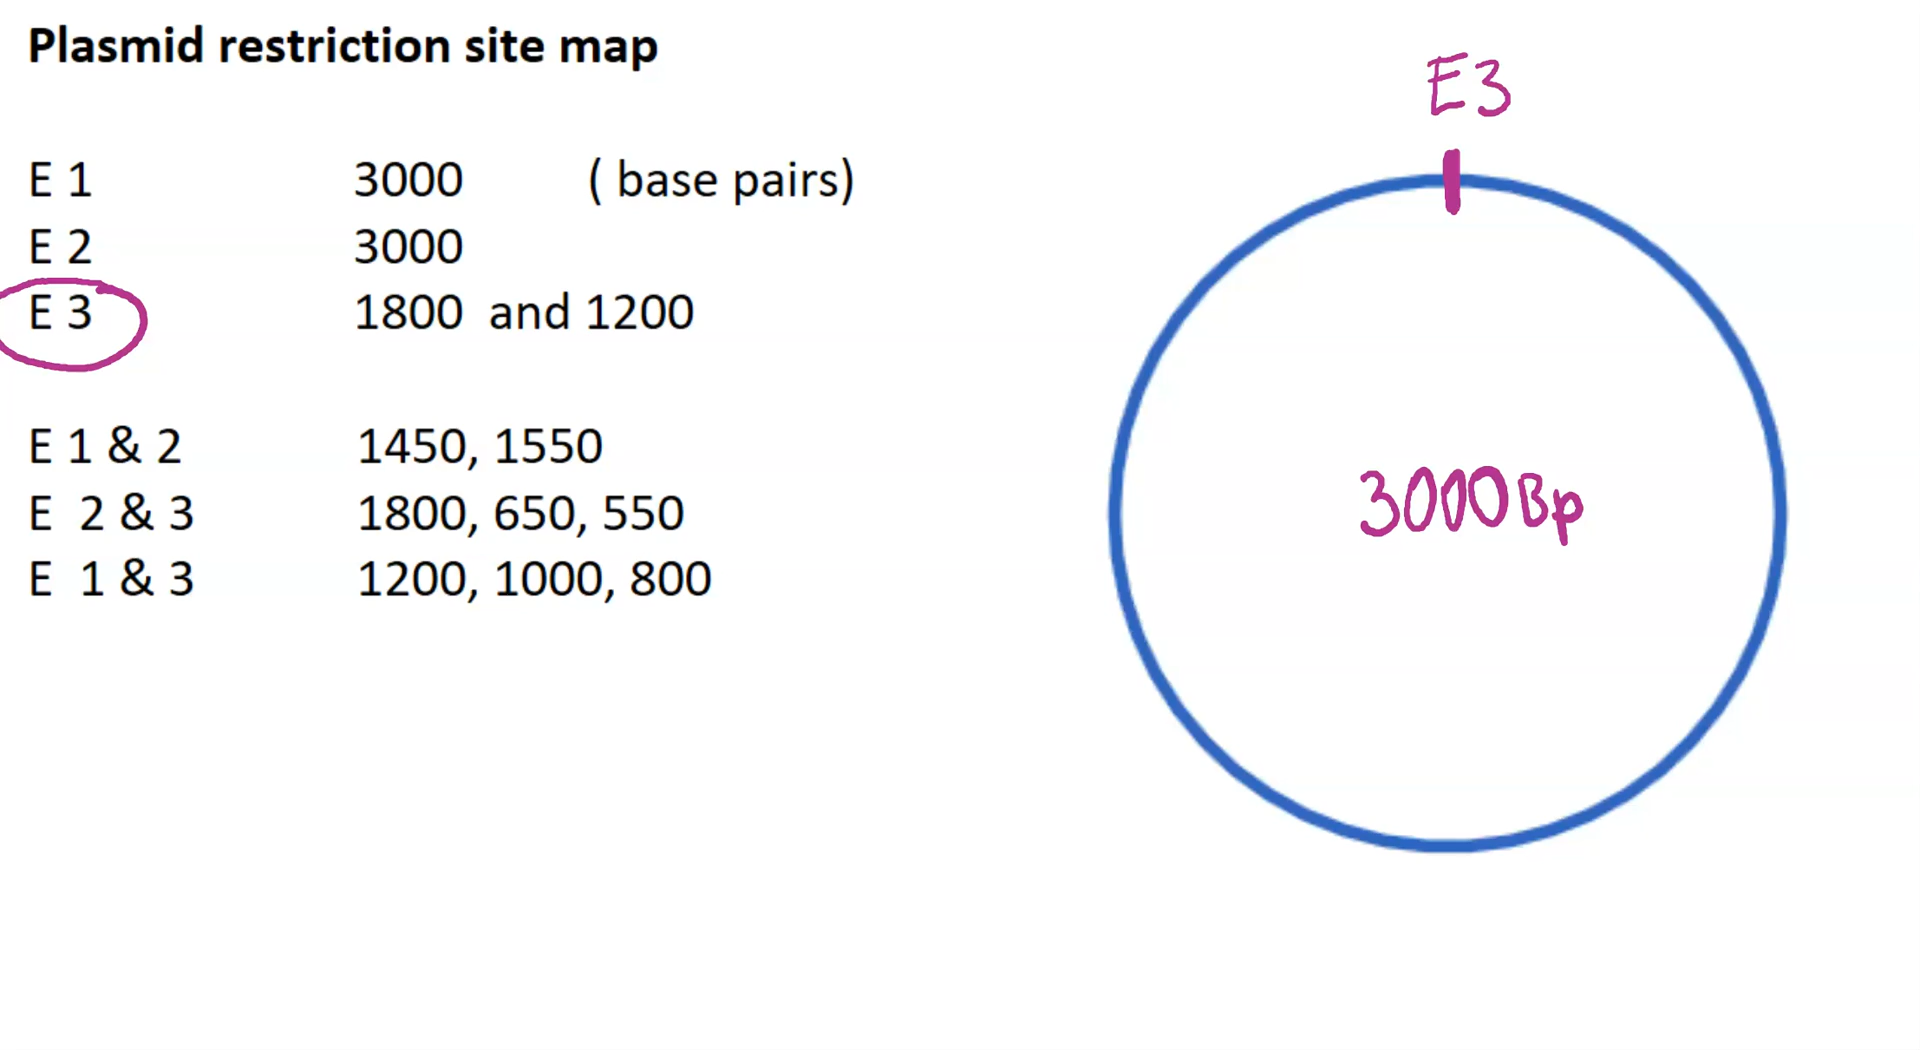 Plasmid restriction site map
E3
E 1 3000 ( base pairs)
E 2 3000
E 3 1800 and 1200
E 1 & 2 1450, 1550
3000Bp
E 2 & 3 1800, 650, 550
E 1 & 3 1200, 1000, 800